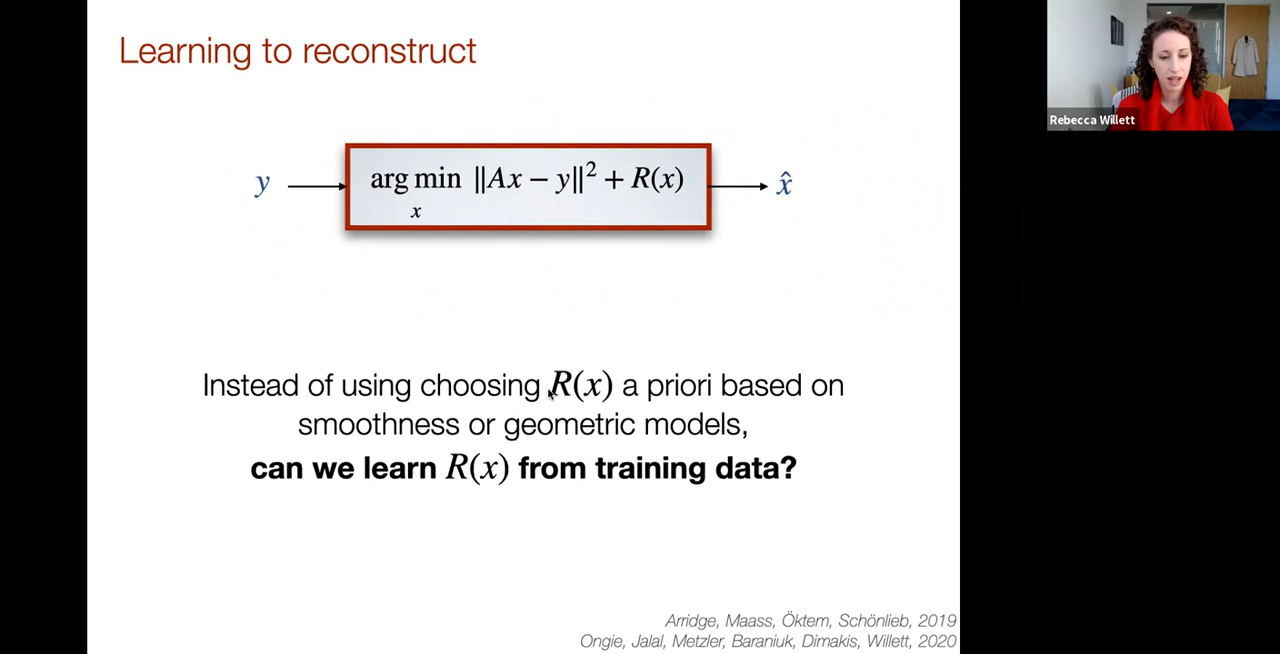 Learning to reconstruct
Rebecca Willett
y
arg min ||Ax − y||² + R(x)
x
x̂
Instead of using choosing R(x) a priori based on
smoothness or geometric models,
can we learn R(x) from training data?
Arridge, Maass, Öktem, Schönlieb, 2019
Ongie, Jalal, Metzler, Baraniuk, Dimakis, Willett, 2020